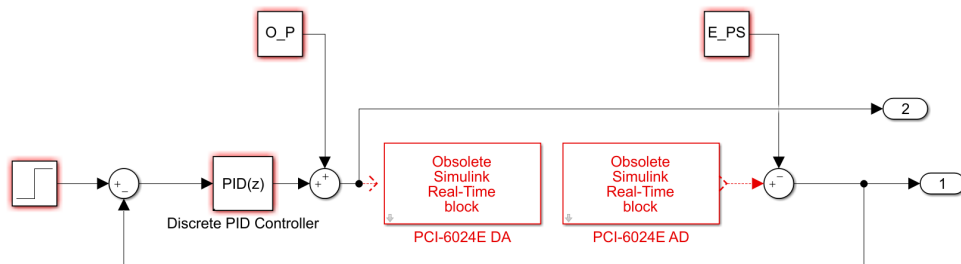 O_P
E_PS
2
PID(z)
Discrete PID Controller
Obsolete
Simulink
Real-Time
block
PCI-6024E DA
Obsolete
Simulink
Real-Time
block
PCI-6024E AD
1